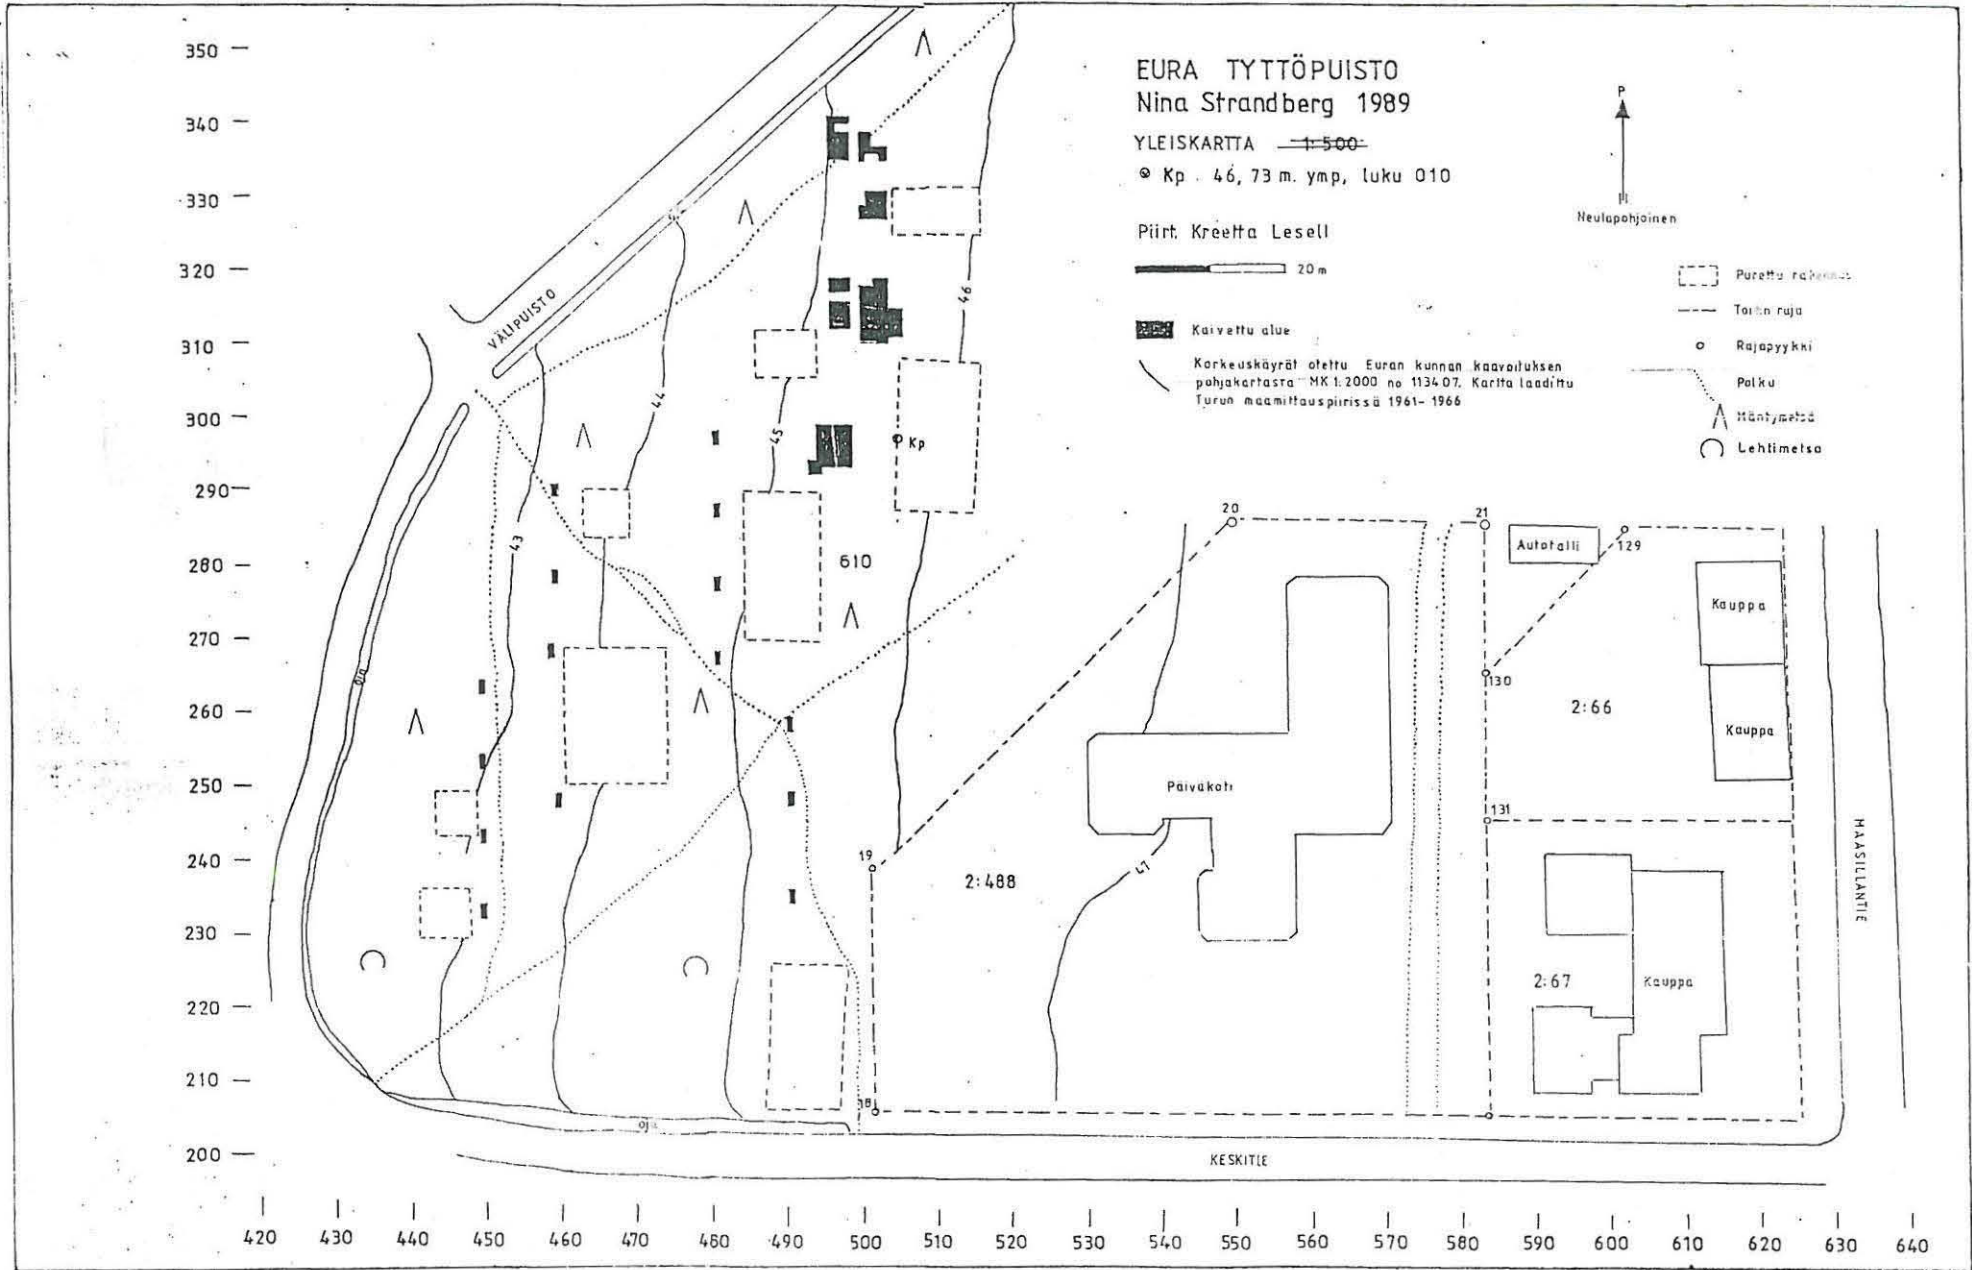 EURA TYTTÖPUISTO
Nina Strandberg 1989
YLEISKARTTA 1:500
Kp. 46,73 m. ymp, luku 010
Piirt. Kreetta Lesell
20 m
Kaivettu alue
Korkeuskäyrät otettu Euran kunnan kaavoituksen
pohjakartasta MK 1:2000 no 113407. Kartta laadittu
Turun maamittauspiirissä 1961-1966
P
Neulapohjoinen
Purettu rakennus
Tontin raja
Rajapyykki
Polku
Mäntymetsä
Lehtimetsä
350
340
330
320
310
300
290
280
270
260
250
240
230
220
210
200
420
430
440
450
460
470
480
490
500
510
520
530
540
550
560
570
580
590
600
610
620
630
640
VÄLIPUISTO
46
44
45
Kp
43
610
oja
20
21
Autotalli
129
Kauppa
130
2:66
Kauppa
Päiväkoti
131
19
2:488
47
MAASILLANTIE
2:67
Kauppa
18
oja
KESKITIE